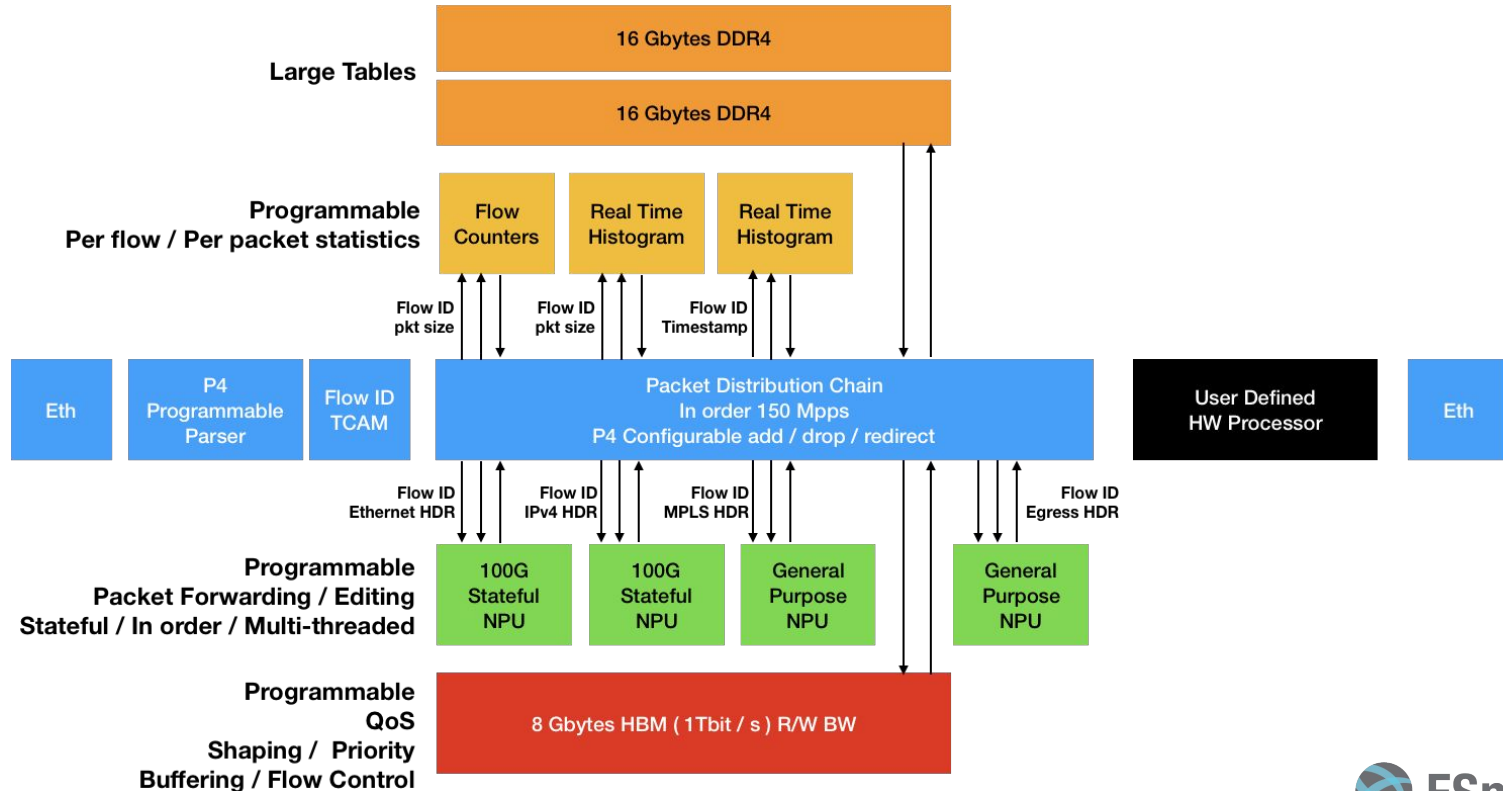 16 Gbytes DDR4
Large Tables
16 Gbytes DDR4
Programmable
Per flow / Per packet statistics
Flow
Counters
Real Time
Histogram
Real Time
Histogram
Flow ID
pkt size
Flow ID
pkt size
Flow ID
Timestamp
Eth
P4
Programmable
Parser
Flow ID
TCAM
Packet Distribution Chain
In order 150 Mpps
P4 Configurable add / drop / redirect
User Defined
HW Processor
Eth
Flow ID
Ethernet HDR
Flow ID
IPv4 HDR
Flow ID
MPLS HDR
Flow ID
Egress HDR
Programmable
Packet Forwarding / Editing
Stateful / In order / Multi-threaded
100G
Stateful
NPU
100G
Stateful
NPU
General
Purpose
NPU
General
Purpose
NPU
Programmable
QoS
Shaping / Priority
Buffering / Flow Control
8 Gbytes HBM ( 1Tbit / s ) R/W BW